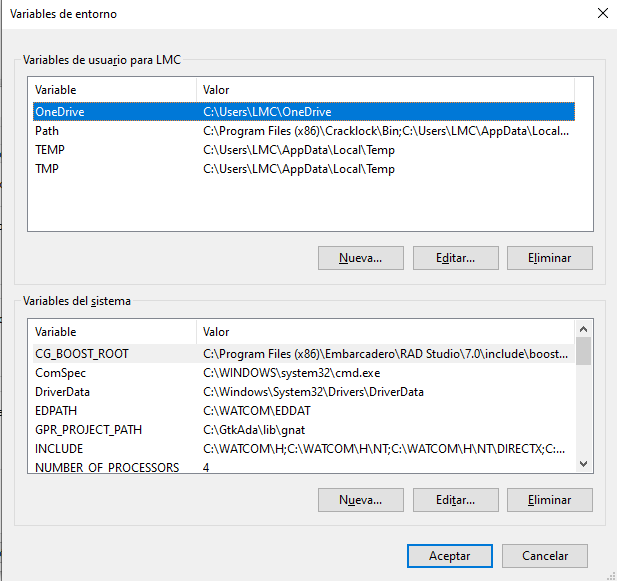 Variables de entorno
Variables de usuario para LMC
Variable Valor
OneDrive C:\Users\LMC\OneDrive
Path C:\Program Files (x86)\Cracklock\Bin;C:\Users\LMC\AppData\Local...
TEMP C:\Users\LMC\AppData\Local\Temp
TMP C:\Users\LMC\AppData\Local\Temp
Nueva... Editar... Eliminar
Variables del sistema
Variable Valor
CG_BOOST_ROOT C:\Program Files (x86)\Embarcadero\RAD Studio\7.0\include\boost...
ComSpec C:\WINDOWS\system32\cmd.exe
DriverData C:\Windows\System32\Drivers\DriverData
EDPATH C:\WATCOM\EDDAT
GPR_PROJECT_PATH C:\GtkAda\lib\gnat
INCLUDE C:\WATCOM\H;C:\WATCOM\H\NT;C:\WATCOM\H\NT\DIRECTX;C:...
NUMBER_OF_PROCESSORS 4
Nueva... Editar... Eliminar
Aceptar Cancelar